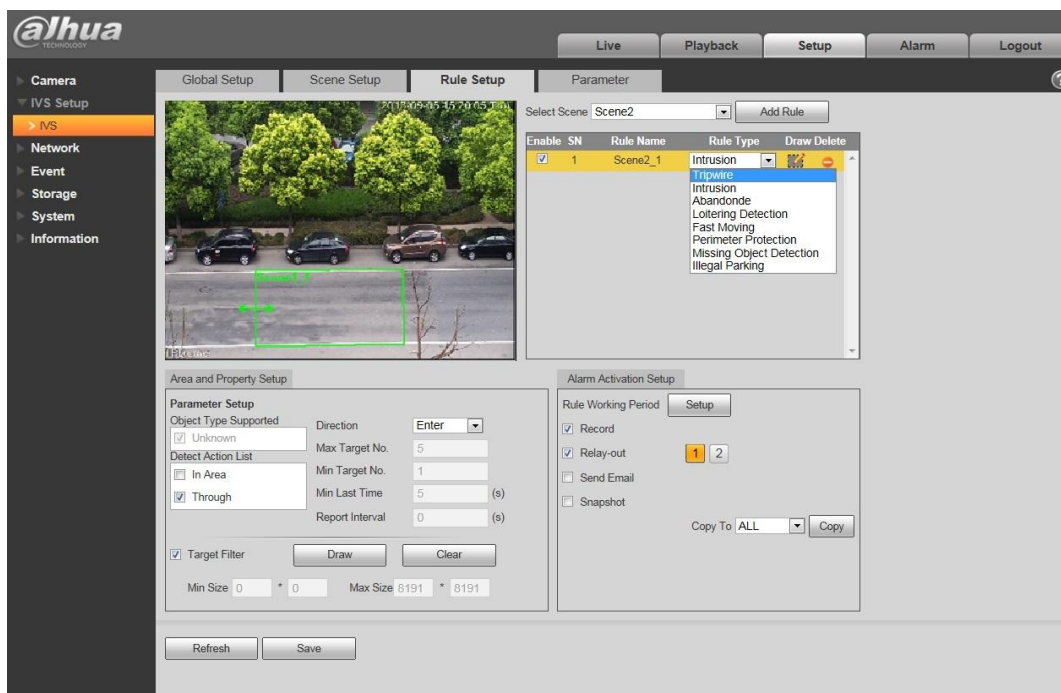 alhua
TECHNOLOGY
Live Playback Setup Alarm Logout
Camera
IVS Setup
> IVS
Network
Event
Storage
System
Information
Global Setup Scene Setup Rule Setup Parameter
?
Select Scene Scene2 Add Rule
Enable SN Rule Name Rule Type Draw Delete
1 Scene2_1 Intrusion
Tripwire
Intrusion
Abandonde
Loitering Detection
Fast Moving
Perimeter Protection
Missing Object Detection
Illegal Parking
Scene2_1
Area and Property Setup
Parameter Setup
Object Type Supported
Unknown
Detect Action List
In Area
Through
Direction Enter
Max Target No. 5
Min Target No. 1
Min Last Time 5 (s)
Report Interval 0 (s)
Target Filter Draw Clear
Min Size 0 * 0 Max Size 8191 * 8191
Alarm Activation Setup
Rule Working Period Setup
Record
Relay-out 1 2
Send Email
Snapshot
Copy To ALL Copy
Refresh Save